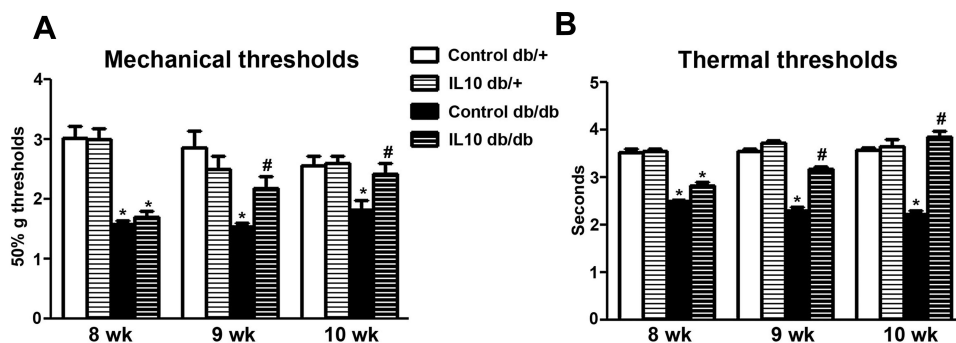 A
Mechanical thresholds
50% g thresholds
4
3
2
1
0
* * * # * #
8 wk 9 wk 10 wk
Control db/+
IL10 db/+
Control db/db
IL10 db/db
B
Thermal thresholds
Seconds
5
4
3
2
1
0
* * * # * #
8 wk 9 wk 10 wk